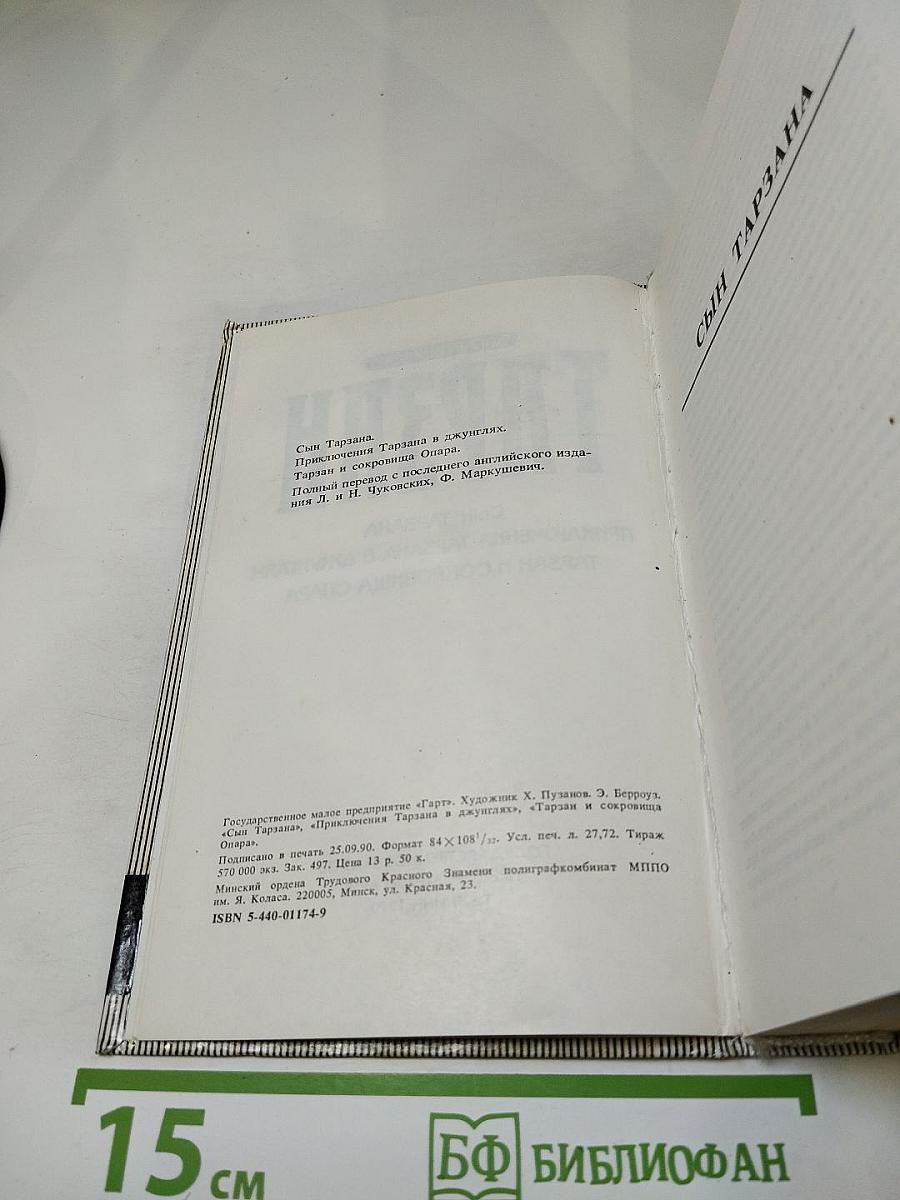 Сын Тарзана.
Приключения Тарзана в джунглях.
Тарзан и сокровища Опара.
Полный перевод с последнего английского изда-
ния Л. и Н. Чуковских, Ф. Маркушевич.
Государственное малое предприятие «Гарт». Художник Х. Пузанов. Э. Берроуз.
«Сын Тарзана», «Приключения Тарзана в джунглях», «Тарзан и сокровища
Опара».
Подписано в печать 25.09.90. Формат 84×108¹/₃₂. Усл. печ. л. 27,72. Тираж
570 000 экз. Зак. 497. Цена 13 р. 50 к.
Минский ордена Трудового Красного Знамени полиграфкомбинат МППО
им. Я. Коласа. 220005, Минск, ул. Красная, 23.
ISBN 5-440-01174-9
СЫН ТАРЗАНА
15 см
БФ БИБЛИОФАН